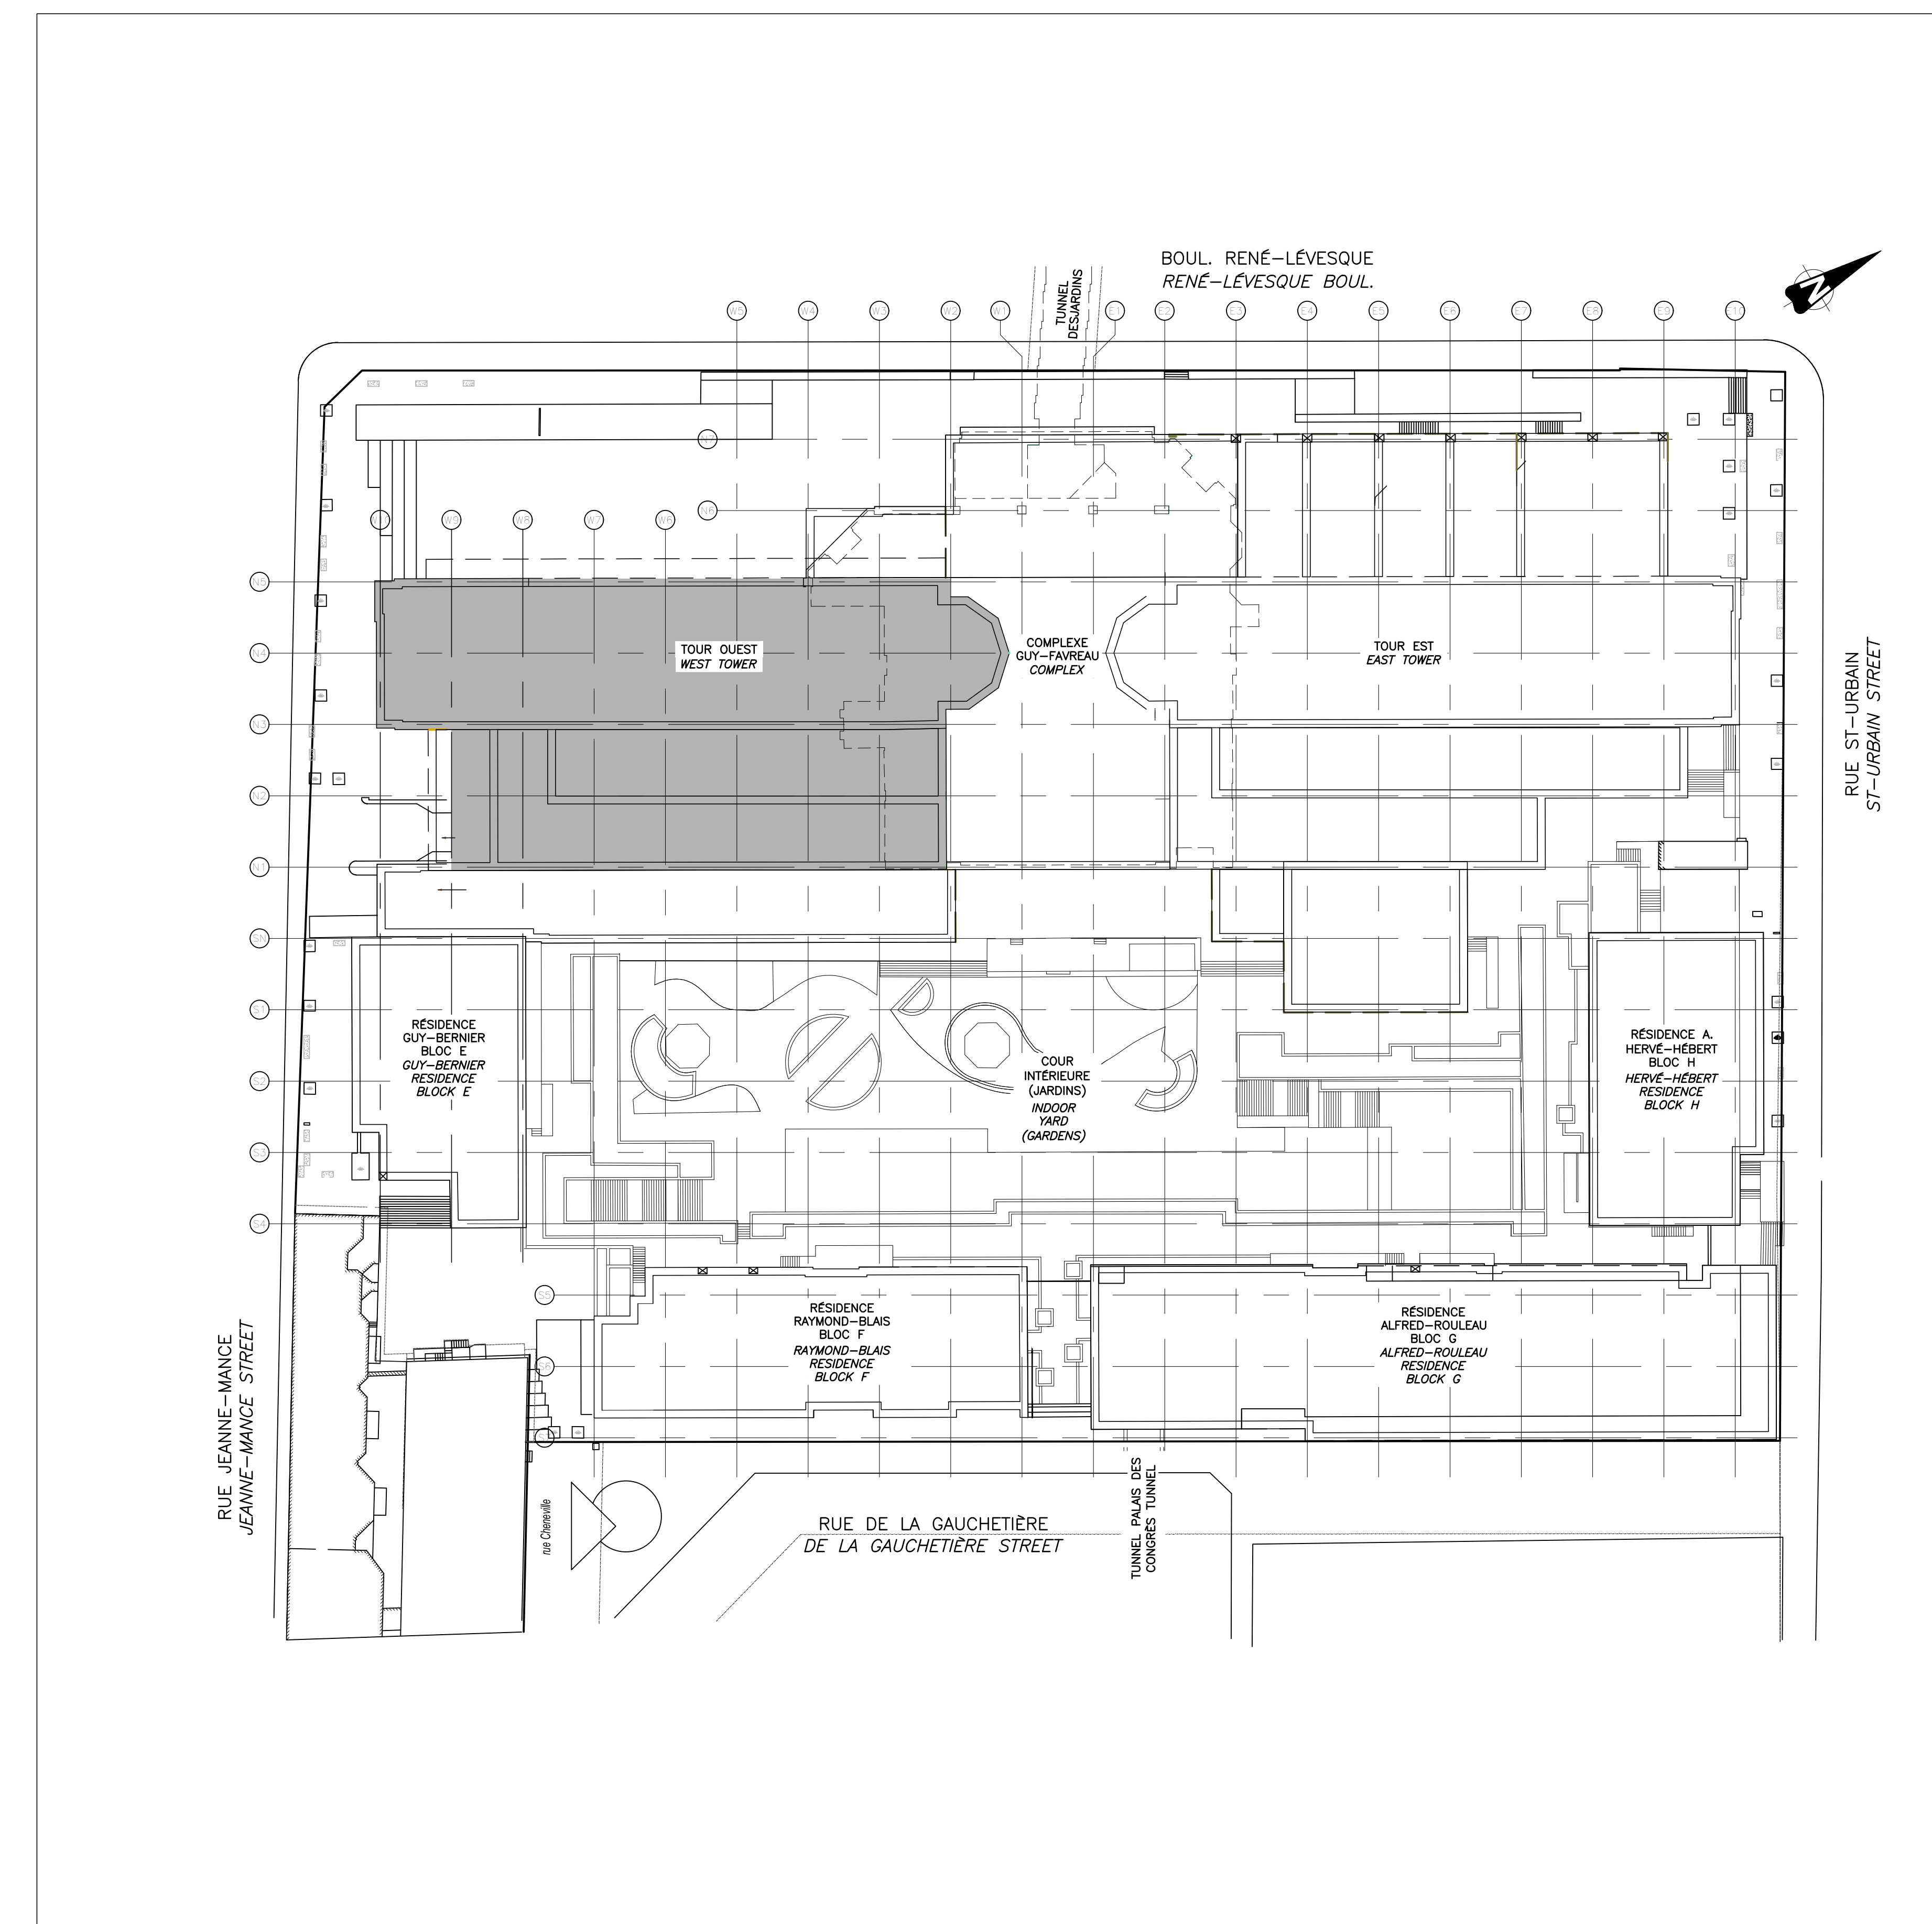 BOUL. RENÉ-LÉVESQUE
RENÉ-LÉVESQUE BOUL.
N
TUNNEL
DESJARDINS
W5
W4
W3
W2
W1
E1
E2
E3
E4
E5
E6
E7
E8
E9
E10
N7
N6
W10
W9
W8
W7
W6
N5
N4
N3
N2
N1
SN
S1
S2
S3
S4
S5
S6
TOUR OUEST
WEST TOWER
COMPLEXE
GUY-FAVREAU
COMPLEX
TOUR EST
EAST TOWER
RUE ST-URBAIN
ST-URBAIN STREET
RÉSIDENCE
GUY-BERNIER
BLOC E
GUY-BERNIER
RESIDENCE
BLOCK E
COUR
INTÉRIEURE
(JARDINS)
INDOOR
YARD
(GARDENS)
RÉSIDENCE A.
HERVÉ-HÉBERT
BLOC H
HERVÉ-HÉBERT
RESIDENCE
BLOCK H
RÉSIDENCE
RAYMOND-BLAIS
BLOC F
RAYMOND-BLAIS
RESIDENCE
BLOCK F
RÉSIDENCE
ALFRED-ROULEAU
BLOC G
ALFRED-ROULEAU
RESIDENCE
BLOCK G
RUE JEANNE-MANCE
JEANNE-MANCE STREET
rue Cheneville
RUE DE LA GAUCHETIÈRE
DE LA GAUCHETIÈRE STREET
TUNNEL PALAIS DES
CONGRÈS TUNNEL